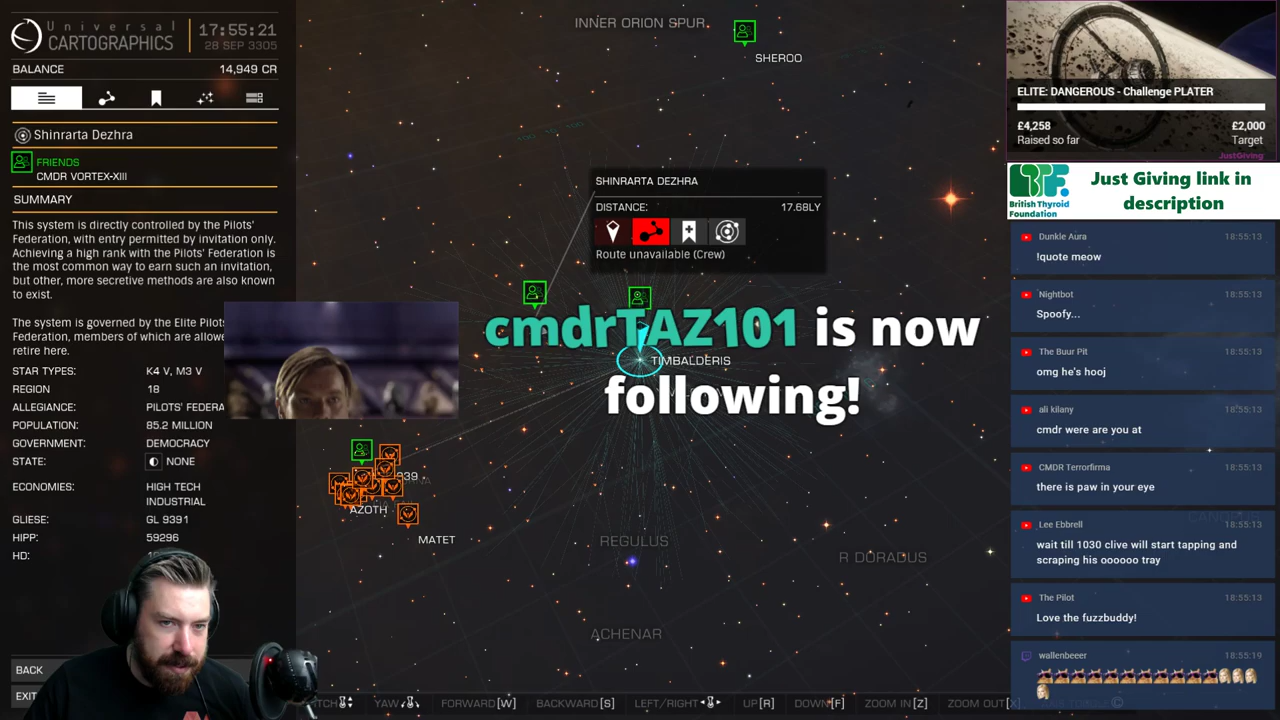 Universal
CARTOGRAPHICS
17:55:21
28 SEP 3305
BALANCE
14,949 CR
Shinrarta Dezhra
FRIENDS
CMDR VORTEX-XIII
SUMMARY
This system is directly controlled by the Pilots'
Federation, with entry permitted by invitation only.
Achieving a high rank with the Pilots' Federation is
the most common way to earn such an invitation,
but other, more secretive methods are also known
to exist.
The system is governed by the Elite Pilots
Federation, members of which are allowe
retire here.
STAR TYPES:
K4 V, M3 V
REGION
18
ALLEGIANCE:
PILOTS' FEDERA
POPULATION:
85.2 MILLION
GOVERNMENT:
DEMOCRACY
STATE:
NONE
ECONOMIES:
HIGH TECH
INDUSTRIAL
GLIESE:
GL 9391
HIPP:
59296
HD:
BACK
EXIT
INNER ORION SPUR
SHEROO
SHINRARTA DEZHRA
DISTANCE:
17.68LY
Route unavailable (Crew)
cmdrTAZ101 is now
following!
TIMBALDERIS
AZOTH
MATET
REGULUS
R DORADUS
ACHENAR
YAW
FORWARD[W]
BACKWARD[S]
LEFT/RIGHT
UP[R]
DOWN[F]
ZOOM IN[Z]
ZOOM OUT[X]
ELITE: DANGEROUS - Challenge PLATER
£4,258
Raised so far
£2,000
Target
JustGiving
BTF
British Thyroid
Foundation
Just Giving link in
description
Dunkle Aura
18:55:13
!quote meow
Nightbot
18:55:13
Spoofy...
The Buur Pit
18:55:13
omg he's hooj
ali kilany
18:55:13
cmdr were are you at
CMDR Terrorfirma
18:55:13
there is paw in your eye
Lee Ebbrell
18:55:13
wait till 1030 clive will start tapping and
scraping his oooooo tray
The Pilot
18:55:13
Love the fuzzbuddy!
wallenbeeer
18:55:19